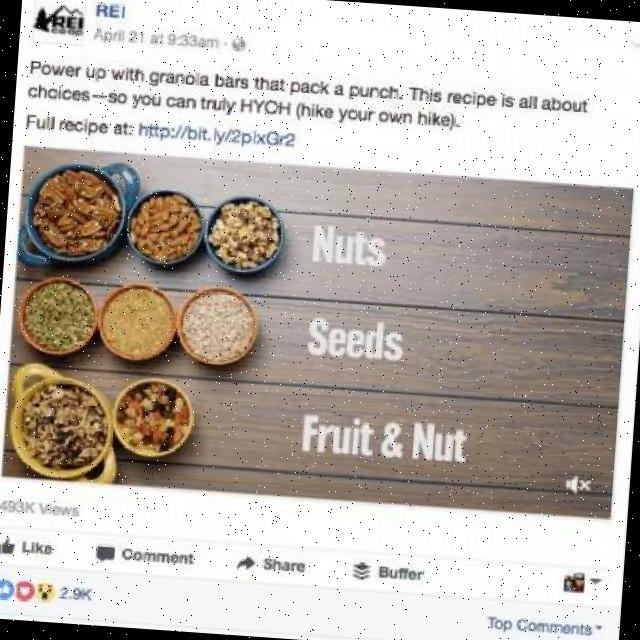 REI
REI
April 21 at 9:33am
Power up with granola bars that pack a punch. This recipe is all about
choices—so you can truly HYOH (hike your own hike).
Full recipe at: http://bit.ly/2pIxGr2
Nuts
Seeds
Fruit & Nut
493K Views
Like Comment Share Buffer
2.9K
Top Comments